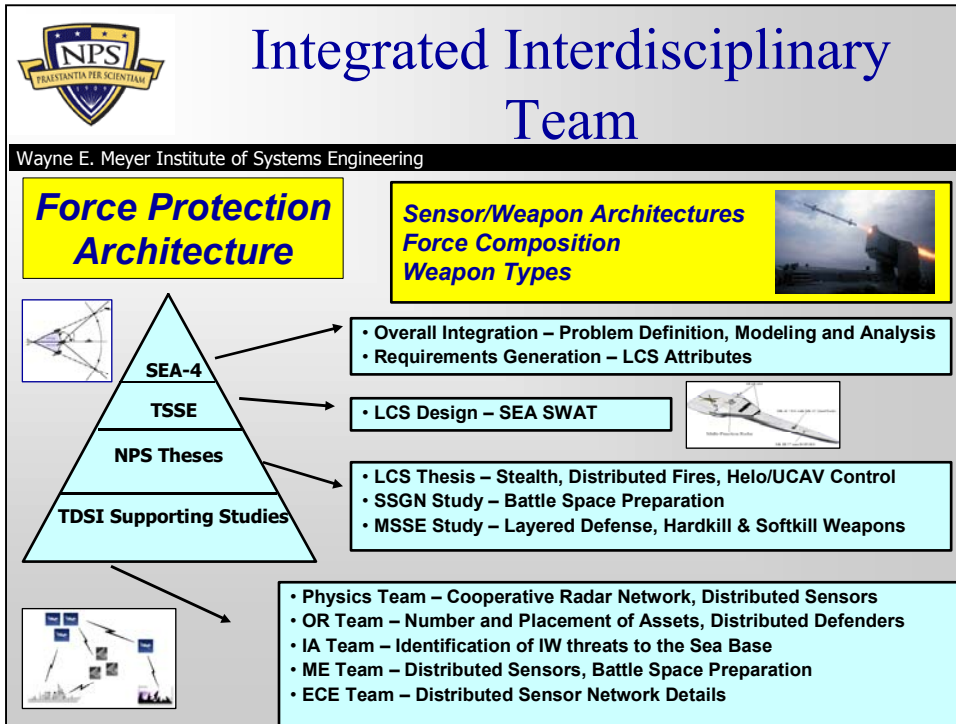 NPS
PRAESTANTIA PER SCIENTIAM
1909
Integrated Interdisciplinary
Team
Wayne E. Meyer Institute of Systems Engineering
Force Protection
Architecture
Sensor/Weapon Architectures
Force Composition
Weapon Types
SEA-4
TSSE
NPS Theses
TDSI Supporting Studies
• Overall Integration – Problem Definition, Modeling and Analysis
• Requirements Generation – LCS Attributes
• LCS Design – SEA SWAT
• LCS Thesis – Stealth, Distributed Fires, Helo/UCAV Control
• SSGN Study – Battle Space Preparation
• MSSE Study – Layered Defense, Hardkill & Softkill Weapons
• Physics Team – Cooperative Radar Network, Distributed Sensors
• OR Team – Number and Placement of Assets, Distributed Defenders
• IA Team – Identification of IW threats to the Sea Base
• ME Team – Distributed Sensors, Battle Space Preparation
• ECE Team – Distributed Sensor Network Details